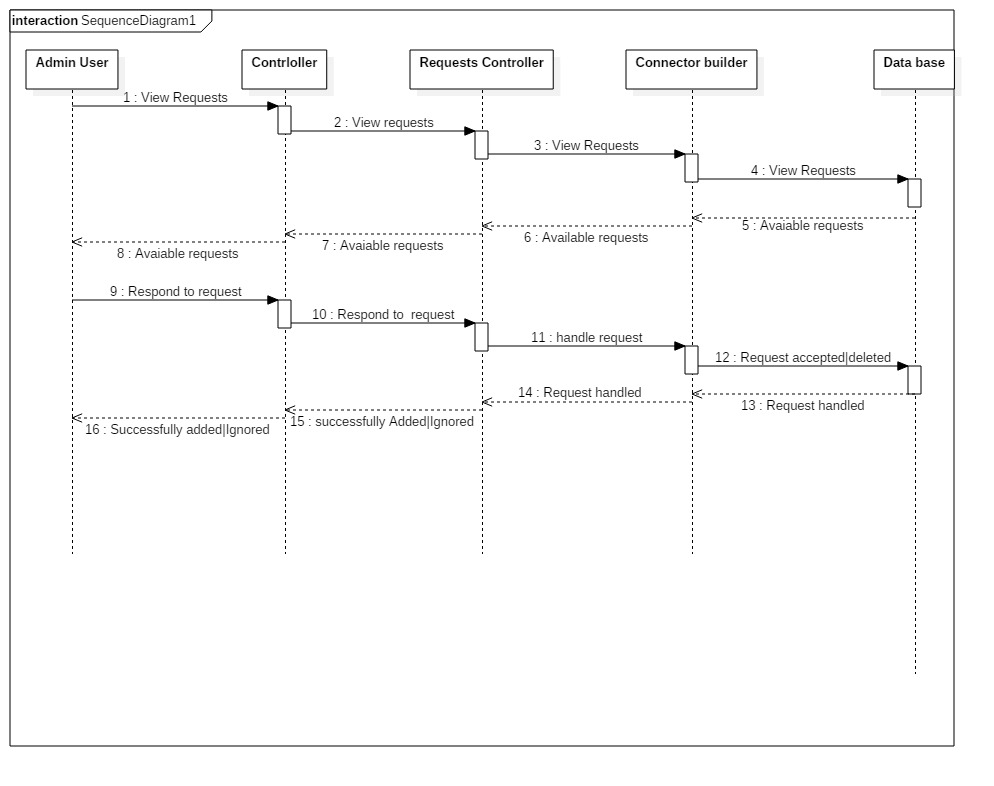 interaction SequenceDiagram1
Admin User
Contrloller
Requests Controller
Connector builder
Data base
1 : View Requests
2 : View requests
3 : View Requests
4 : View Requests
5 : Avaiable requests
6 : Available requests
7 : Avaiable requests
8 : Avaiable requests
9 : Respond to request
10 : Respond to  request
11 : handle request
12 : Request accepted|deleted
13 : Request handled
14 : Request handled
15 : successfully Added|Ignored
16 : Successfully added|Ignored